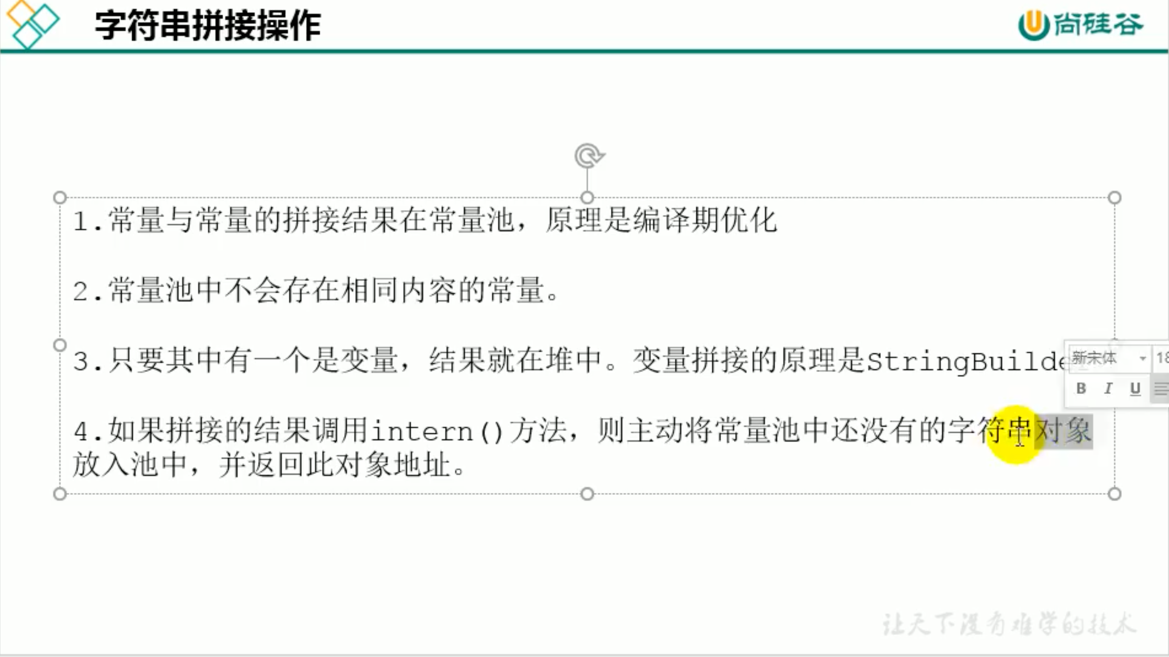 字符串拼接操作
尚硅谷
1.常量与常量的拼接结果在常量池，原理是编译期优化
2.常量池中不会存在相同内容的常量。
3.只要其中有一个是变量，结果就在堆中。变量拼接的原理是StringBuilde
新宋体 18
B I U
4.如果拼接的结果调用intern()方法，则主动将常量池中还没有的字符串对象
放入池中，并返回此对象地址。
让天下没有难学的技术